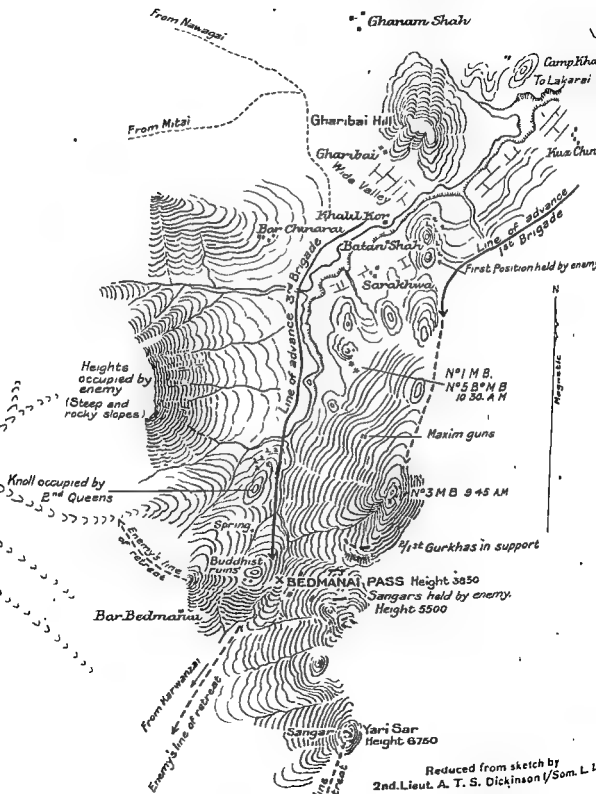 From Nawagai
Ghanam Shah
Camp Kha
To Lakarai
From Mitai
Gharibai Hill
Gharibai
Wide Valley
Kuz Chin
Khalil Kor
Bar Chinarai
Batan Shah
Line of advance
1st Brigade
Line of advance 3rd Brigade
First Position held by enemy
Sarakhwa
No 1 M B.
No 5 Bo M B
10 30. A M
Magnetic
N
Heights
occupied by
enemy
(Steep and
rocky slopes)
Maxim guns
Knoll occupied by
2nd Queens
No 3 M B 9 45 AM
Spring
Enemy's line
of retreat
2/1st Gurkhas in support
Buddhist
ruins
BEDMANAI PASS Height 3830
Sangars held by enemy.
Height 5500
Bar Bedmanai
From Karwanzai
Enemy's line of retreat
Sangar
Yari Sar
Height 6750
Reduced from sketch by
2nd. Lieut. A. T. S. Dickinson 1/Som. L. I